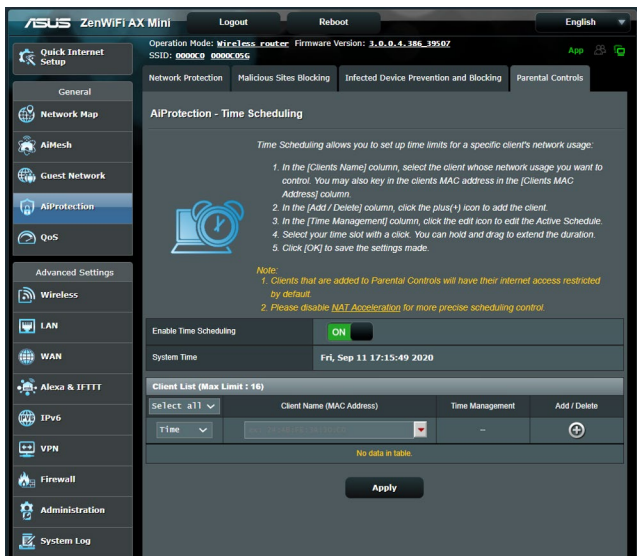 ASUS ZenWiFi AX Mini Logout Reboot English
Operation Mode: Wireless router Firmware Version: 3.0.0.4.386_39507
SSID: 0000C0 0000C05G
App
Quick Internet
Setup
General
Network Map
AiMesh
Guest Network
AiProtection
QoS
Advanced Settings
Wireless
LAN
WAN
Alexa & IFTTT
IPv6
VPN
Firewall
Administration
System Log
Network Protection Malicious Sites Blocking Infected Device Prevention and Blocking Parental Controls
AiProtection - Time Scheduling
Time Scheduling allows you to set up time limits for a specific client's network usage:
1. In the [Clients Name] column, select the client whose network usage you want to
control. You may also key in the clients MAC address in the [Clients MAC
Address] column.
2. In the [Add / Delete] column, click the plus(+) icon to add the client.
3. In the [Time Management] column, click the edit icon to edit the Active Schedule.
4. Select your time slot with a click. You can hold and drag to extend the duration.
5. Click [OK] to save the settings made.
Note:
1. Clients that are added to Parental Controls will have their internet access restricted
by default.
2. Please disable NAT Acceleration for more precise scheduling control.
Enable Time Scheduling ON
System Time Fri, Sep 11 17:15:49 2020
Client List (Max Limit : 16)
Select all Client Name (MAC Address) Time Management Add / Delete
Time –
No data in table.
Apply